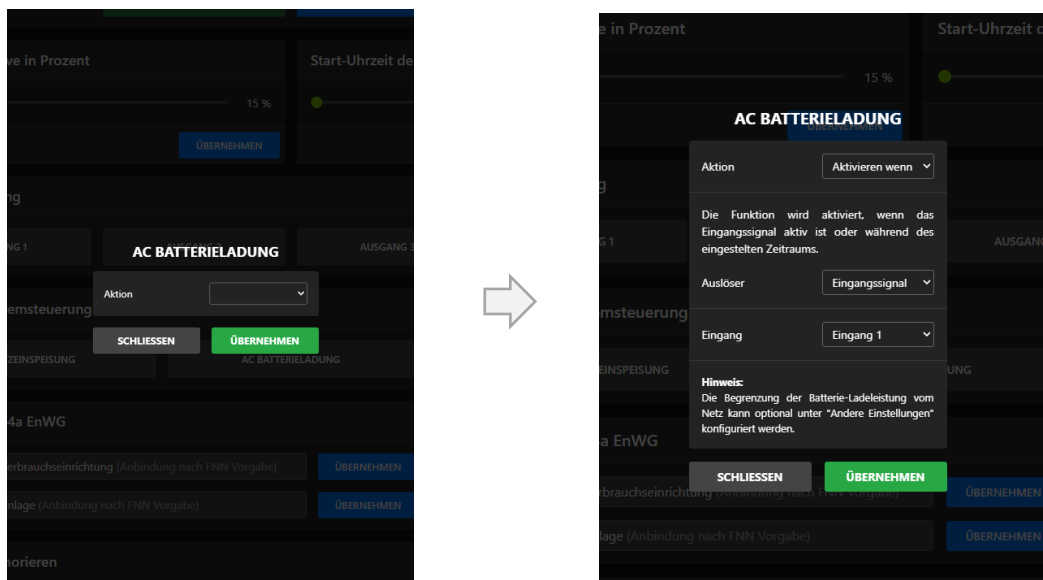 ve in Prozent
Start-Uhrzeit de
15 %
ÜBERNEHMEN
ng
NG 1
AUSGANG 3
AC BATTERIELADUNG
Aktion
emsteuerung
SCHLIESSEN
ÜBERNEHMEN
ZEINSPEISUNG
AC BATTERIELADUNG
4a EnWG
erbrauchseinrichtung (Anbindung nach FNN Vorgabe)
ÜBERNEHMEN
nlage (Anbindung nach FNN Vorgabe)
ÜBERNEHMEN
norieren
e in Prozent
Start-Uhrzeit d
15 %
AC BATTERIELADUNG
ÜBERNEHMEN
Aktion
Aktivieren wenn
g
Die Funktion wird aktiviert, wenn das
Eingangssignal aktiv ist oder während des
eingestelten Zeitraums.
G 1
AUSGANG
Auslöser
Eingangssignal
msteuerung
Eingang
Eingang 1
EINSPEISUNG
UNG
Hinweis:
Die Begrenzung der Batterie-Ladeleistung vom
Netz kann optional unter "Andere Einstellungen"
konfiguriert werden.
a EnWG
SCHLIESSEN
ÜBERNEHMEN
rbrauchseinrichtung (Anbindung nach FNN Vorgabe)
ÜBERNEHMEN
lage (Anbindung nach FNN Vorgabe)
ÜBERNEHMEN